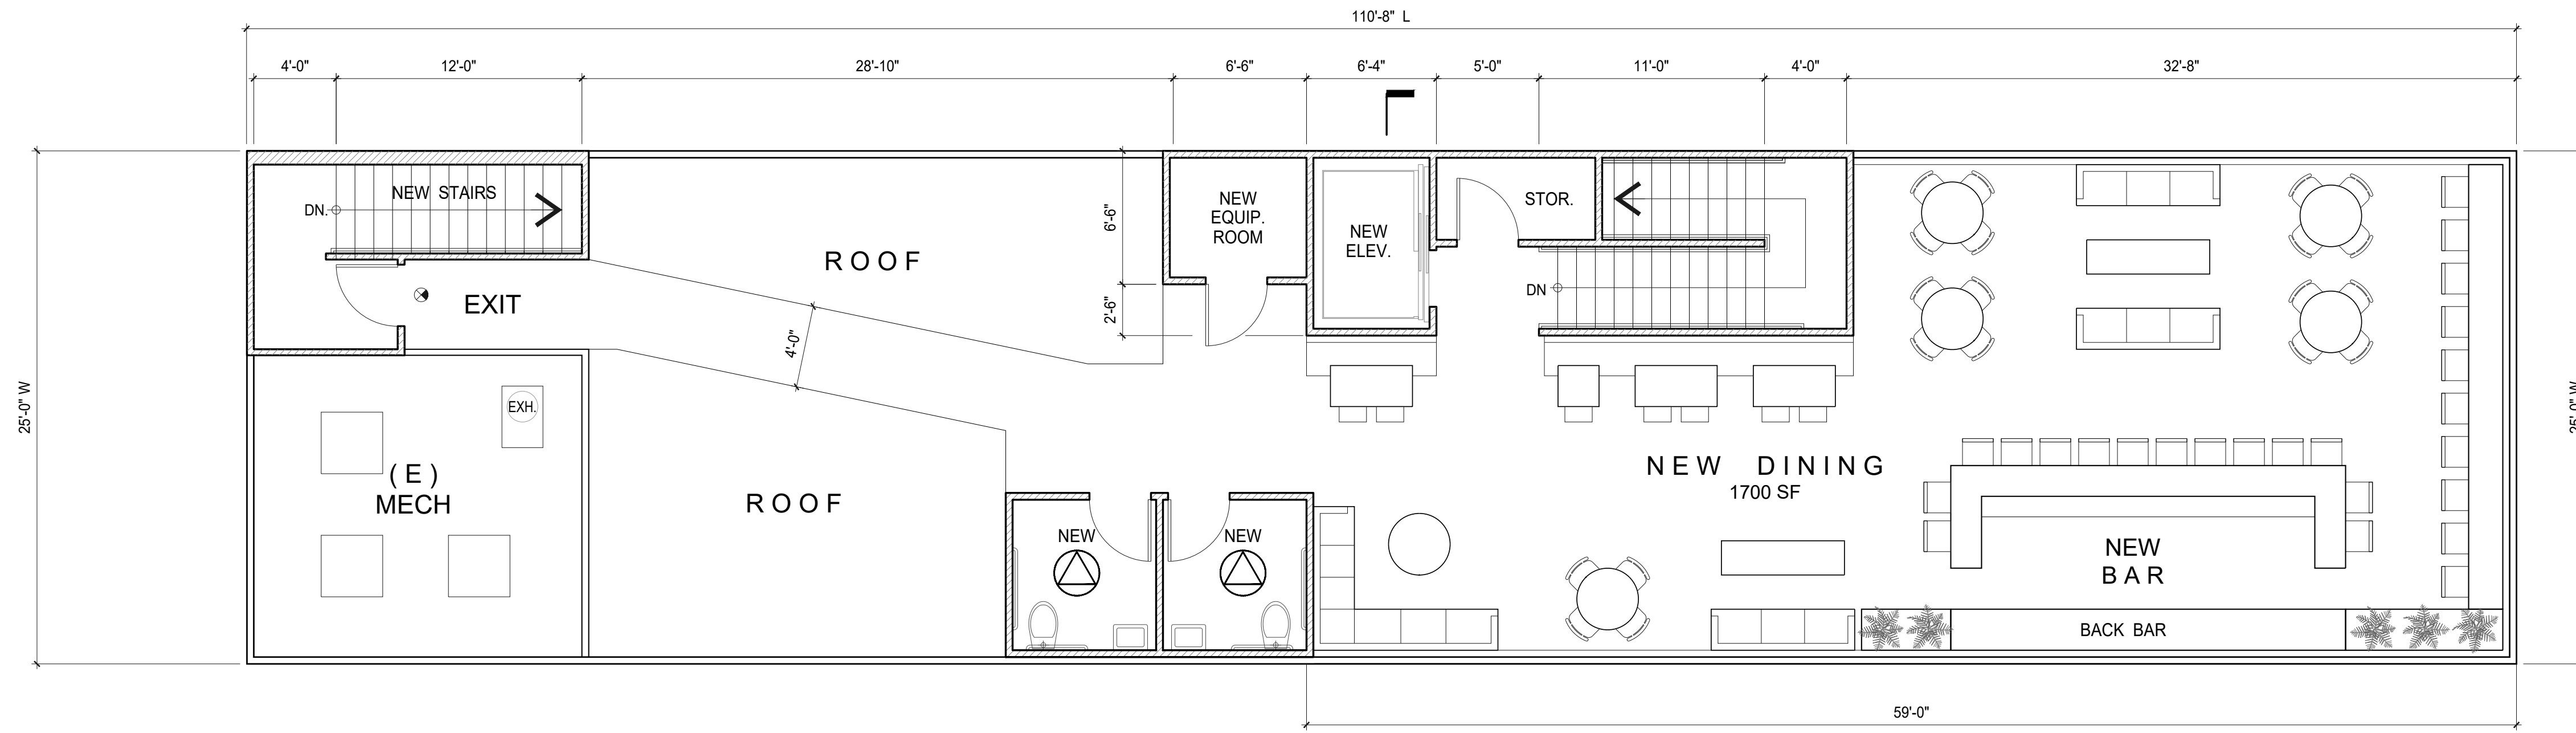 110'-8" L
4'-0"
12'-0"
28'-10"
6'-6"
6'-4"
5'-0"
11'-0"
4'-0"
32'-8"
NEW STAIRS
DN.
EXIT
ROOF
6'-6"
2'-6"
NEW
EQUIP.
ROOM
NEW
ELEV.
STOR.
DN
4'-0"
25'-0" W
25'-0" W
EXH.
(E)
MECH
ROOF
NEW
NEW
NEW DINING
1700 SF
NEW
BAR
BACK BAR
59'-0"